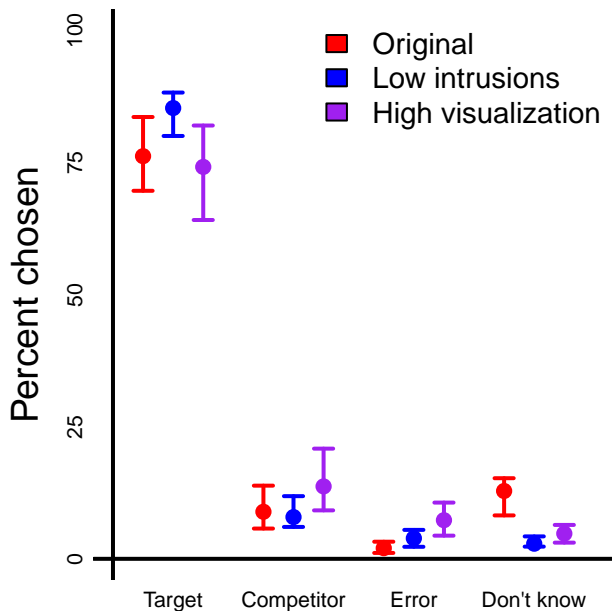 Original
Low intrusions
High visualization
Percent chosen
100
75
50
25
0
Target Competitor Error Don't know